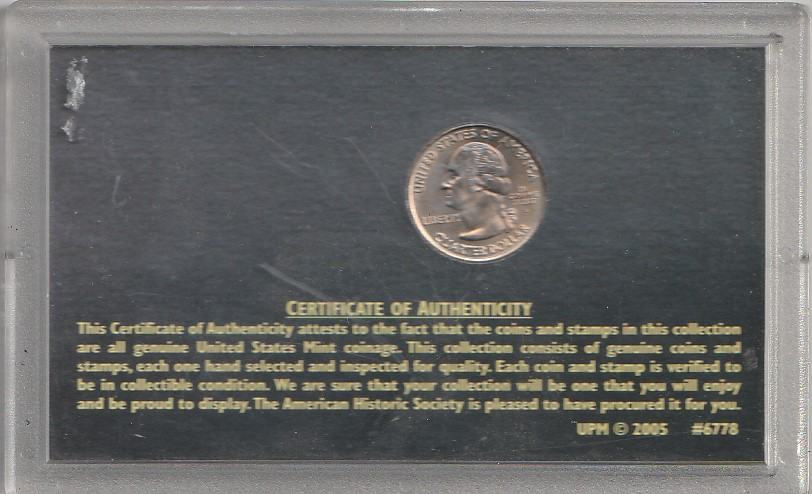 UNITED STATES OF AMERICA
LIBERTY
QUARTER DOLLAR
CERTIFICATE OF AUTHENTICITY
This Certificate of Authenticity attests to the fact that the coins and stamps in this collection
are all genuine United States Mint coinage. This collection consists of genuine coins and
stamps, each one hand selected and inspected for quality. Each coin and stamp is verified to
be in collectible condition. We are sure that your collection will be one that you will enjoy
and be proud to display. The American Historic Society is pleased to have procured it for you.
UPM © 2005 #6778